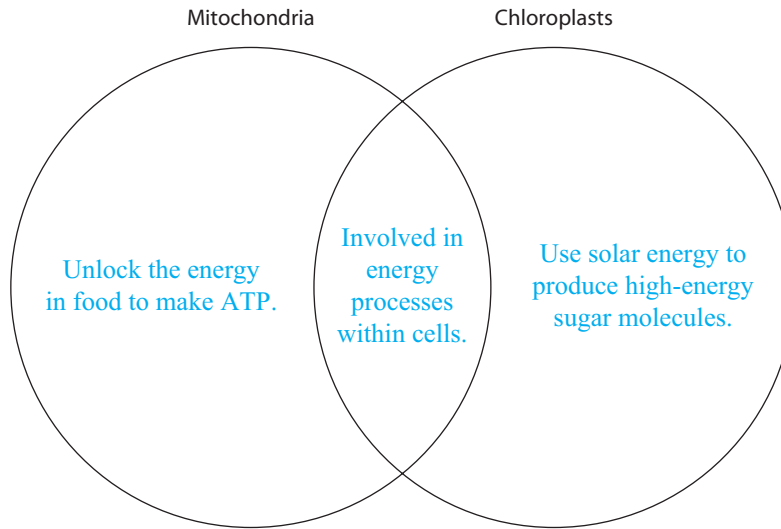 Mitochondria
Chloroplasts
Unlock the energy
in food to make ATP.
Involved in
energy
processes
within cells.
Use solar energy to
produce high-energy
sugar molecules.